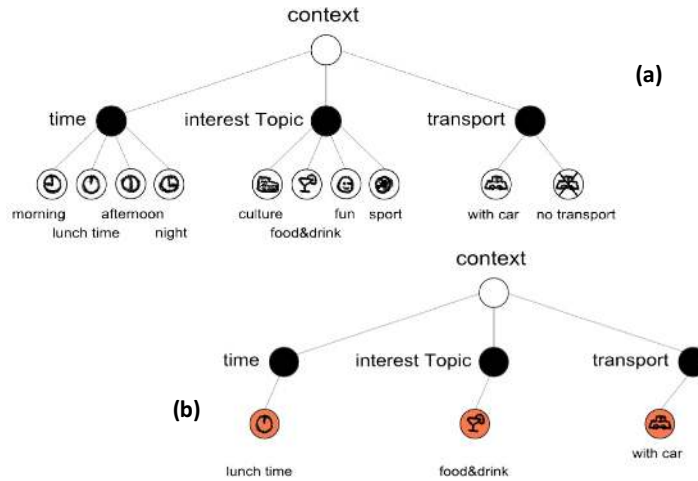 context
(a)
time interest Topic transport
morning afternoon culture fun sport with car no transport
lunch time night food&drink
context
time interest Topic transport
(b)
with car
lunch time food&drink